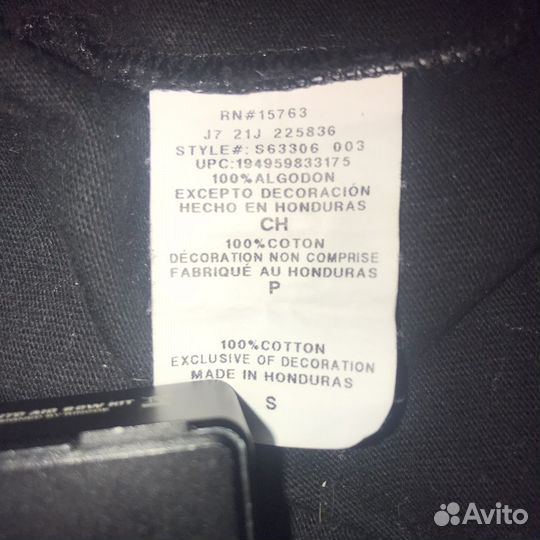 RN#15763
J7 21J 225836
STYLE#: S63306 003
UPC:194959833175
100%ALGODON
EXCEPTO DECORACIÓN
HECHO EN HONDURAS
CH
100%COTON
DÉCORATION NON COMPRISE
FABRIQUÉ AU HONDURAS
P
100%COTTON
EXCLUSIVE OF DECORATION
MADE IN HONDURAS
S
Avito